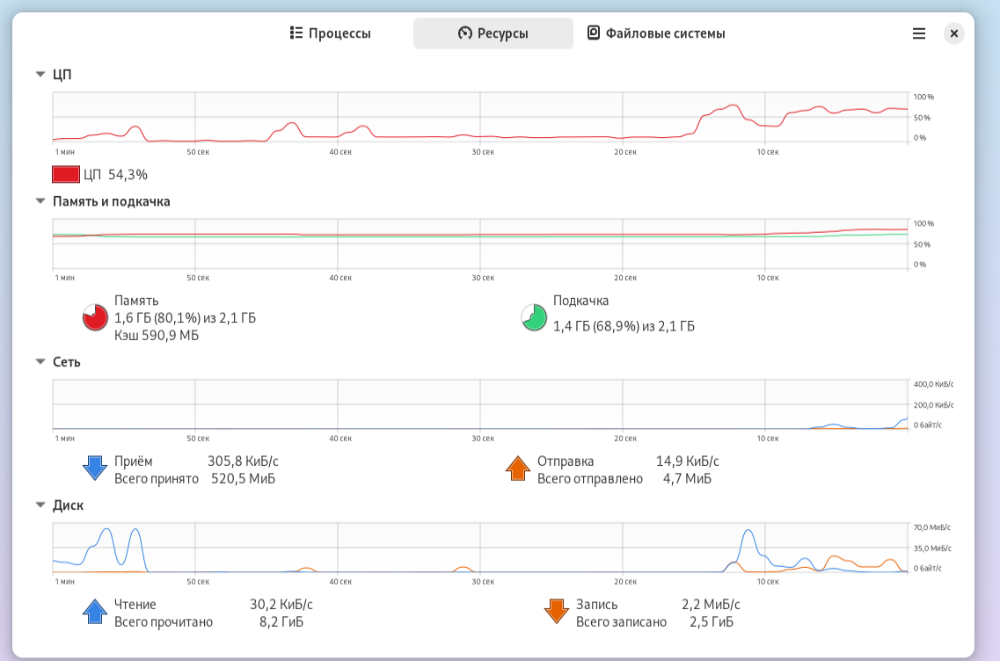 Процессы Ресурсы Файловые системы
ЦП
100 %
50 %
0 %
1 мин 50 сек 40 сек 30 сек 20 сек 10 сек
ЦП 54,3%
Память и подкачка
100 %
50 %
0 %
1 мин 50 сек 40 сек 30 сек 20 сек 10 сек
Память
1,6 ГБ (80,1%) из 2,1 ГБ
Кэш 590,9 МБ
Подкачка
1,4 ГБ (68,9%) из 2,1 ГБ
Сеть
400,0 КиБ/с
200,0 КиБ/с
0 байт/с
1 мин 50 сек 40 сек 30 сек 20 сек 10 сек
Приём 305,8 КиБ/с
Всего принято 520,5 МиБ
Отправка 14,9 КиБ/с
Всего отправлено 4,7 МиБ
Диск
70,0 МиБ/с
35,0 МиБ/с
0 байт/с
1 мин 50 сек 40 сек 30 сек 20 сек 10 сек
Чтение 30,2 КиБ/с
Всего прочитано 8,2 ГиБ
Запись 2,2 МиБ/с
Всего записано 2,5 ГиБ